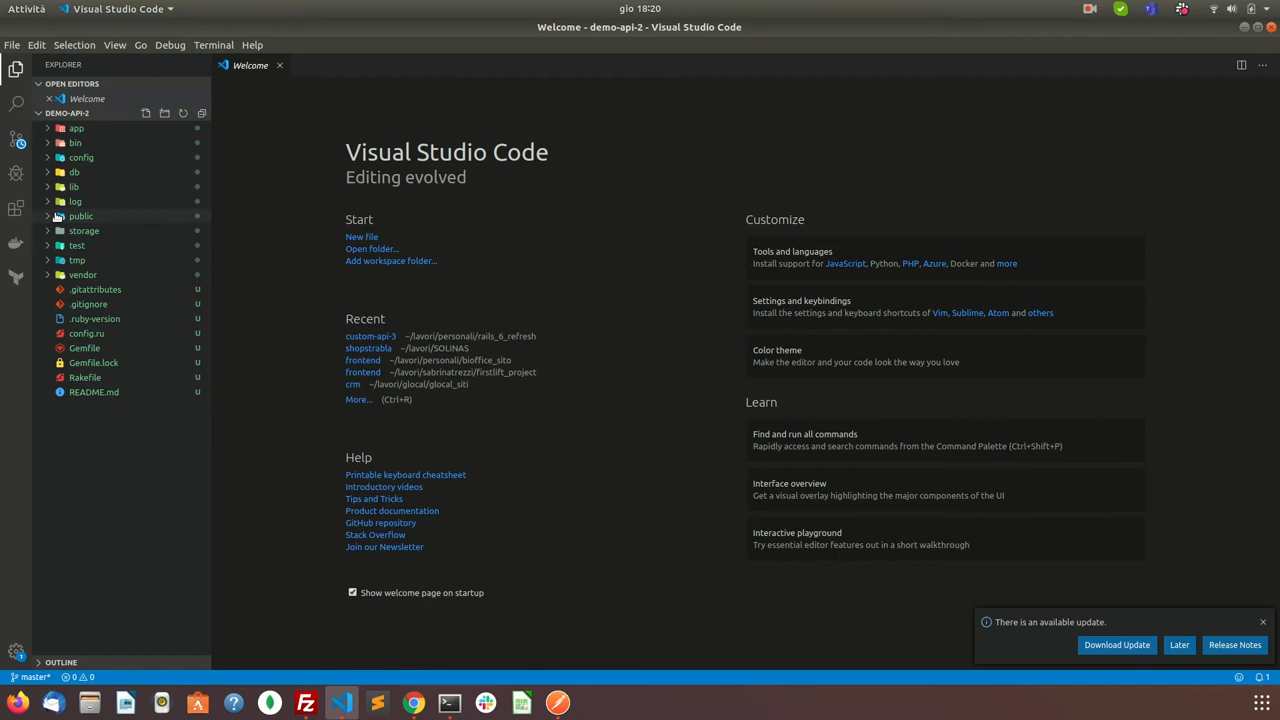 Attività
Visual Studio Code
gio 18:20
Welcome - demo-api-2 - Visual Studio Code
File Edit Selection View Go Debug Terminal Help
EXPLORER
OPEN EDITORS
Welcome
DEMO-API-2
app
bin
config
db
lib
log
public
storage
test
tmp
vendor
.gitattributes U
.gitignore U
.ruby-version U
config.ru U
Gemfile U
Gemfile.lock U
Rakefile U
README.md U
OUTLINE
Welcome
Visual Studio Code
Editing evolved
Start
New file
Open folder...
Add workspace folder...
Recent
custom-api-3 ~/lavori/personali/rails_6_refresh
shopstrabla ~/lavori/SOLINAS
frontend ~/lavori/personali/bioffice_sito
frontend ~/lavori/sabrinatrezzi/firstlift_project
crm ~/lavori/glocal/glocal_siti
More... (Ctrl+R)
Help
Printable keyboard cheatsheet
Introductory videos
Tips and Tricks
Product documentation
GitHub repository
Stack Overflow
Join our Newsletter
Show welcome page on startup
Customize
Tools and languages
Install support for JavaScript, Python, PHP, Azure, Docker and more
Settings and keybindings
Install the settings and keyboard shortcuts of Vim, Sublime, Atom and others
Color theme
Make the editor and your code look the way you love
Learn
Find and run all commands
Rapidly access and search commands from the Command Palette (Ctrl+Shift+P)
Interface overview
Get a visual overlay highlighting the major components of the UI
Interactive playground
Try essential editor features out in a short walkthrough
There is an available update.
Download Update Later Release Notes
master* 0 0 1